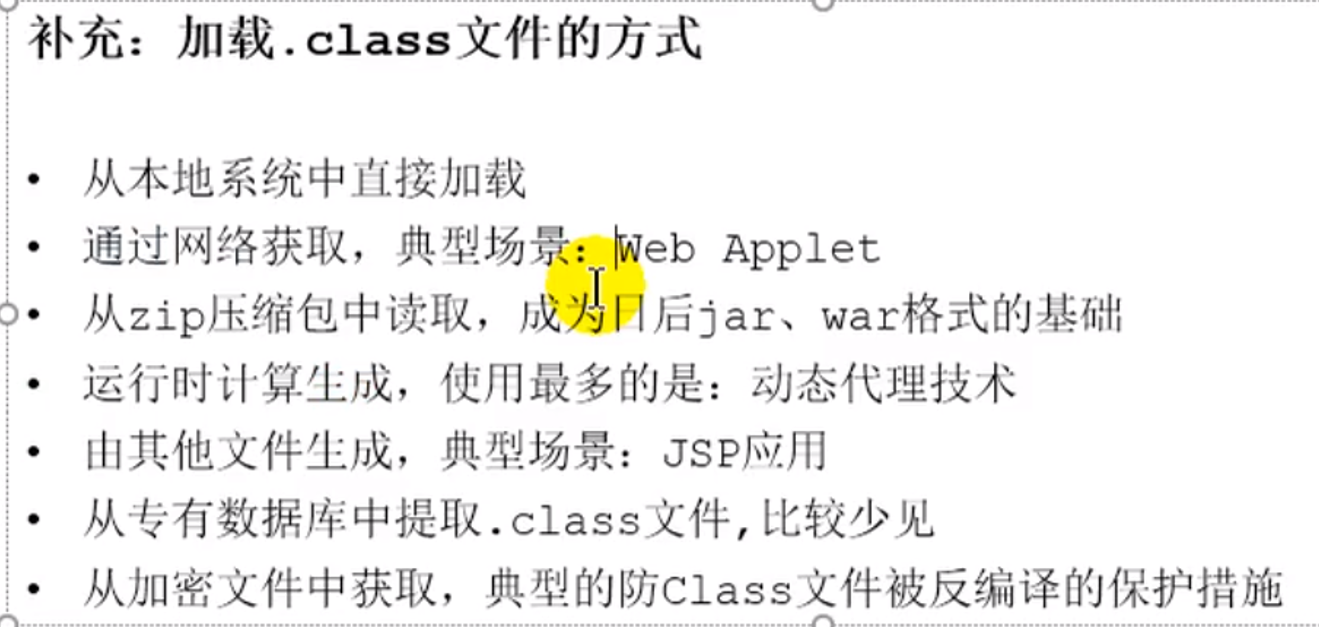 补充：加载.class文件的方式
• 从本地系统中直接加载
• 通过网络获取，典型场景：Web Applet
• 从zip压缩包中读取，成为日后jar、war格式的基础
• 运行时计算生成，使用最多的是：动态代理技术
• 由其他文件生成，典型场景：JSP应用
• 从专有数据库中提取.class文件,比较少见
• 从加密文件中获取，典型的防Class文件被反编译的保护措施